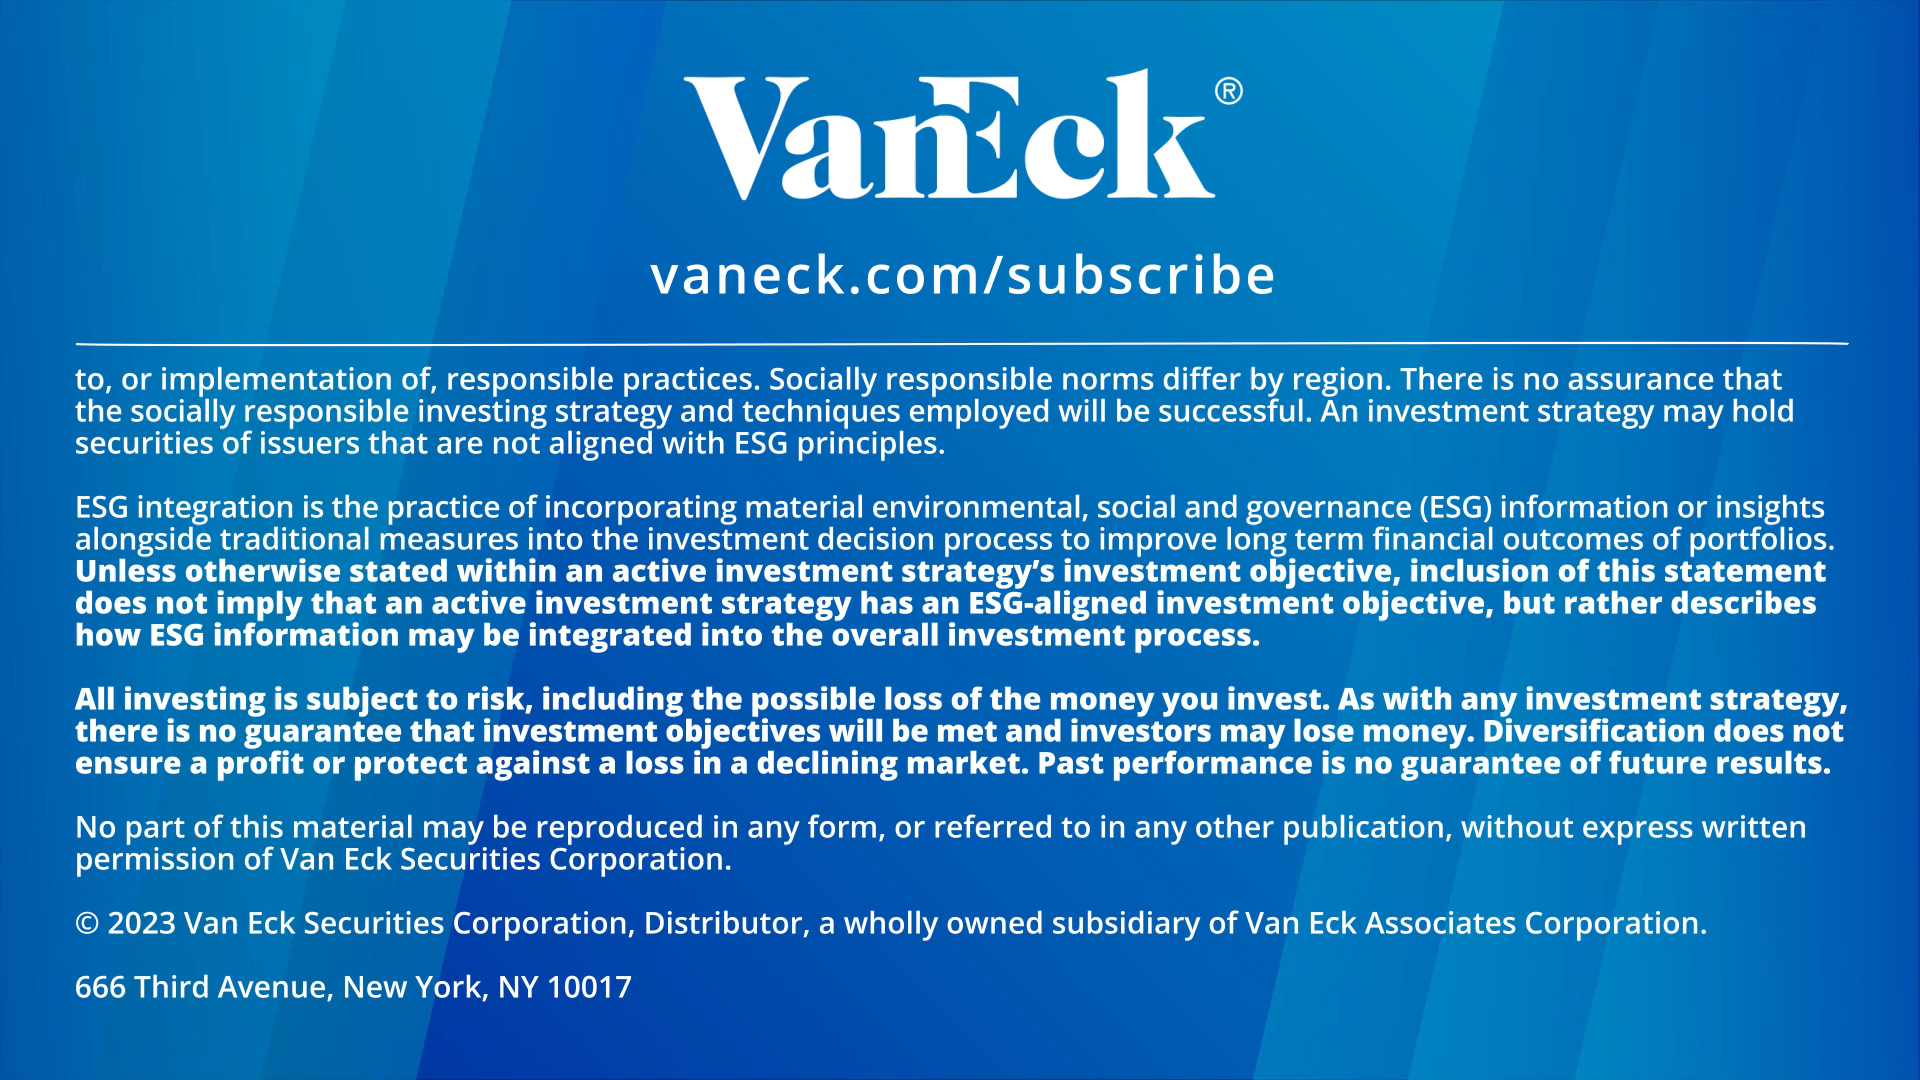 VanEck®
vaneck.com/subscribe
to, or implementation of, responsible practices. Socially responsible norms differ by region. There is no assurance that
the socially responsible investing strategy and techniques employed will be successful. An investment strategy may hold
securities of issuers that are not aligned with ESG principles.
ESG integration is the practice of incorporating material environmental, social and governance (ESG) information or insights
alongside traditional measures into the investment decision process to improve long term financial outcomes of portfolios.
Unless otherwise stated within an active investment strategy’s investment objective, inclusion of this statement
does not imply that an active investment strategy has an ESG-aligned investment objective, but rather describes
how ESG information may be integrated into the overall investment process.
All investing is subject to risk, including the possible loss of the money you invest. As with any investment strategy,
there is no guarantee that investment objectives will be met and investors may lose money. Diversification does not
ensure a profit or protect against a loss in a declining market. Past performance is no guarantee of future results.
No part of this material may be reproduced in any form, or referred to in any other publication, without express written
permission of Van Eck Securities Corporation.
© 2023 Van Eck Securities Corporation, Distributor, a wholly owned subsidiary of Van Eck Associates Corporation.
666 Third Avenue, New York, NY 10017